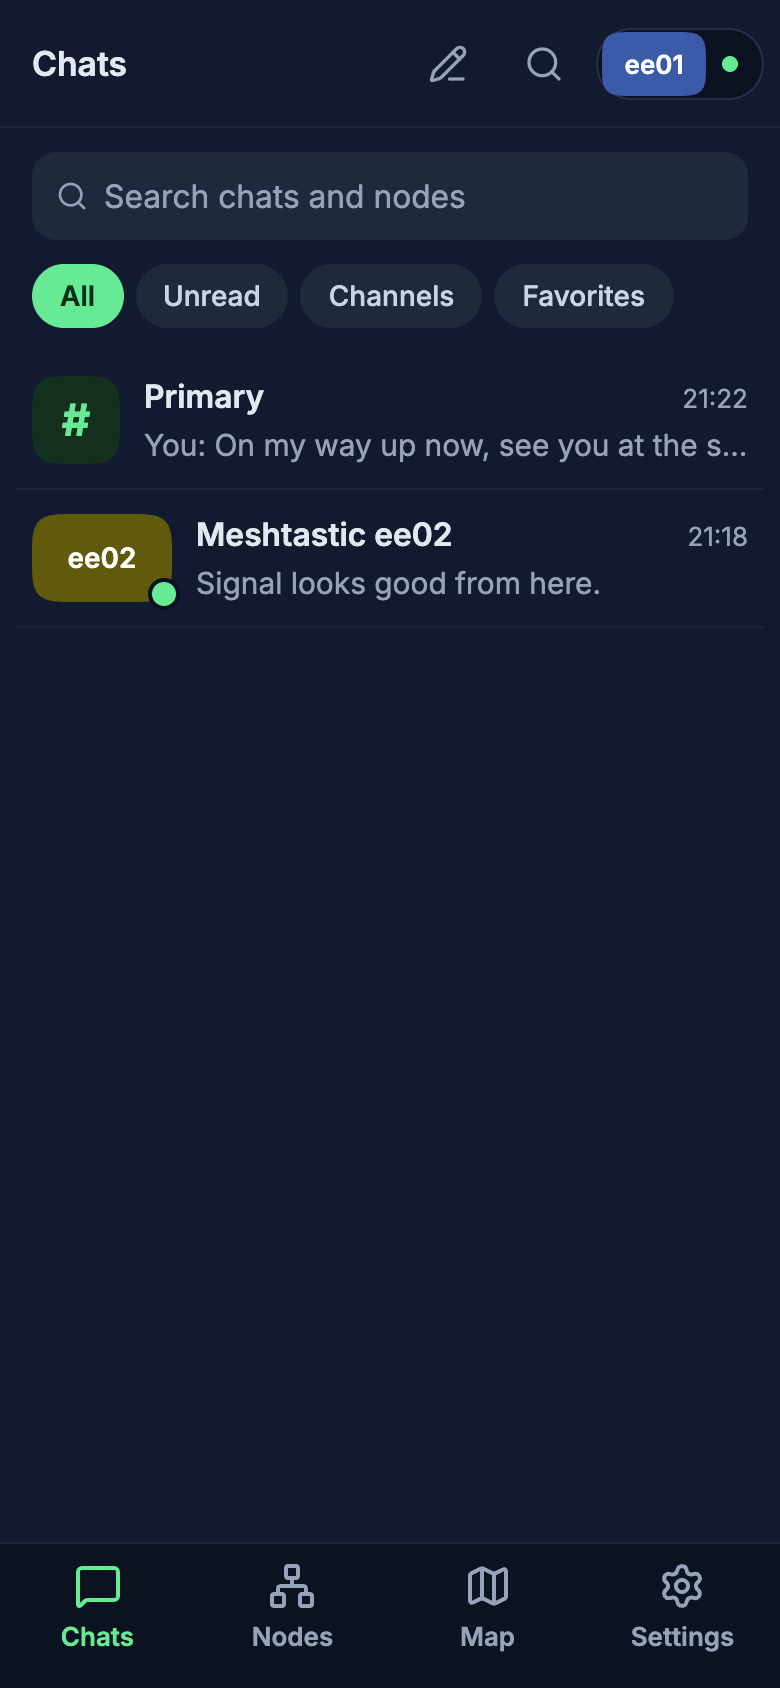 Chats
ee01
Search chats and nodes
All Unread Channels Favorites
#
Primary 21:22
You: On my way up now, see you at the s...
ee02
Meshtastic ee02 21:18
Signal looks good from here.
Chats Nodes Map Settings